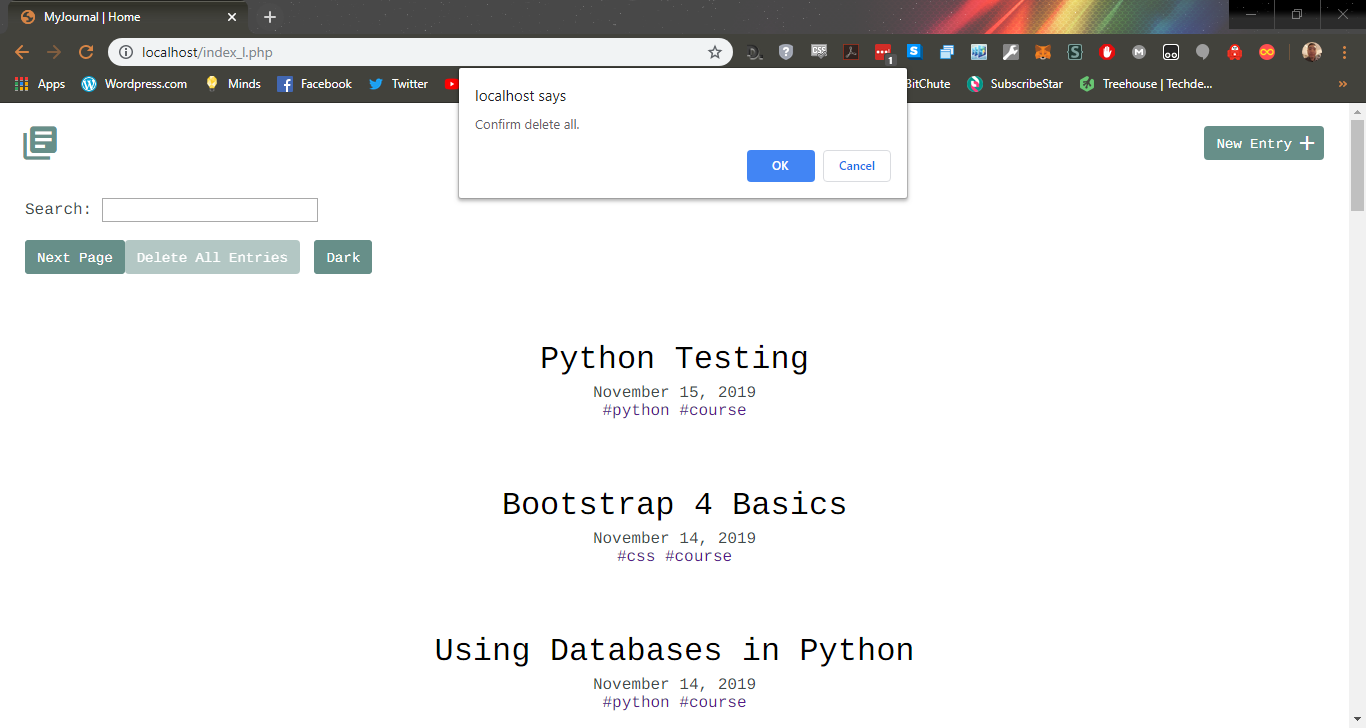 MyJournal | Home
localhost/index_l.php
1
Apps
Wordpress.com
Minds
Facebook
Twitter
BitChute
SubscribeStar
Treehouse | Techde...
localhost says
Confirm delete all.
OK
Cancel
New Entry
Search:
Next Page
Delete All Entries
Dark
Python Testing
November 15, 2019
#python #course
Bootstrap 4 Basics
November 14, 2019
#css #course
Using Databases in Python
November 14, 2019
#python #course